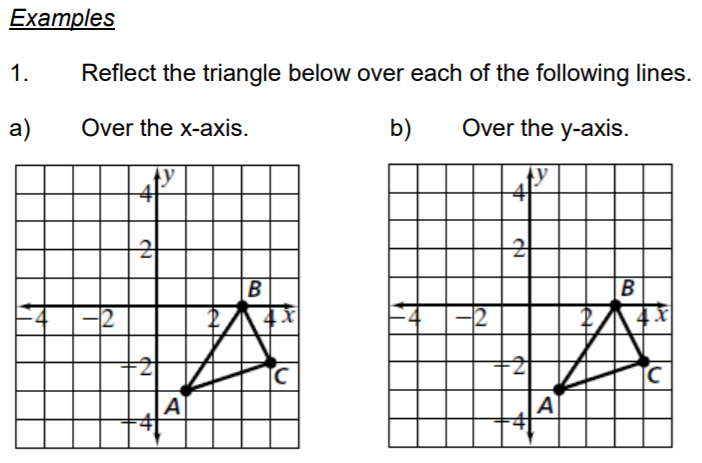 Examples
1. Reflect the triangle below over each of the following lines.
a) Over the x-axis. b) Over the y-axis.
y y
4 4
2 2
B B
-4 -2 2 4 x -4 -2 2 4 x
-2 -2
C C
A A
-4 -4